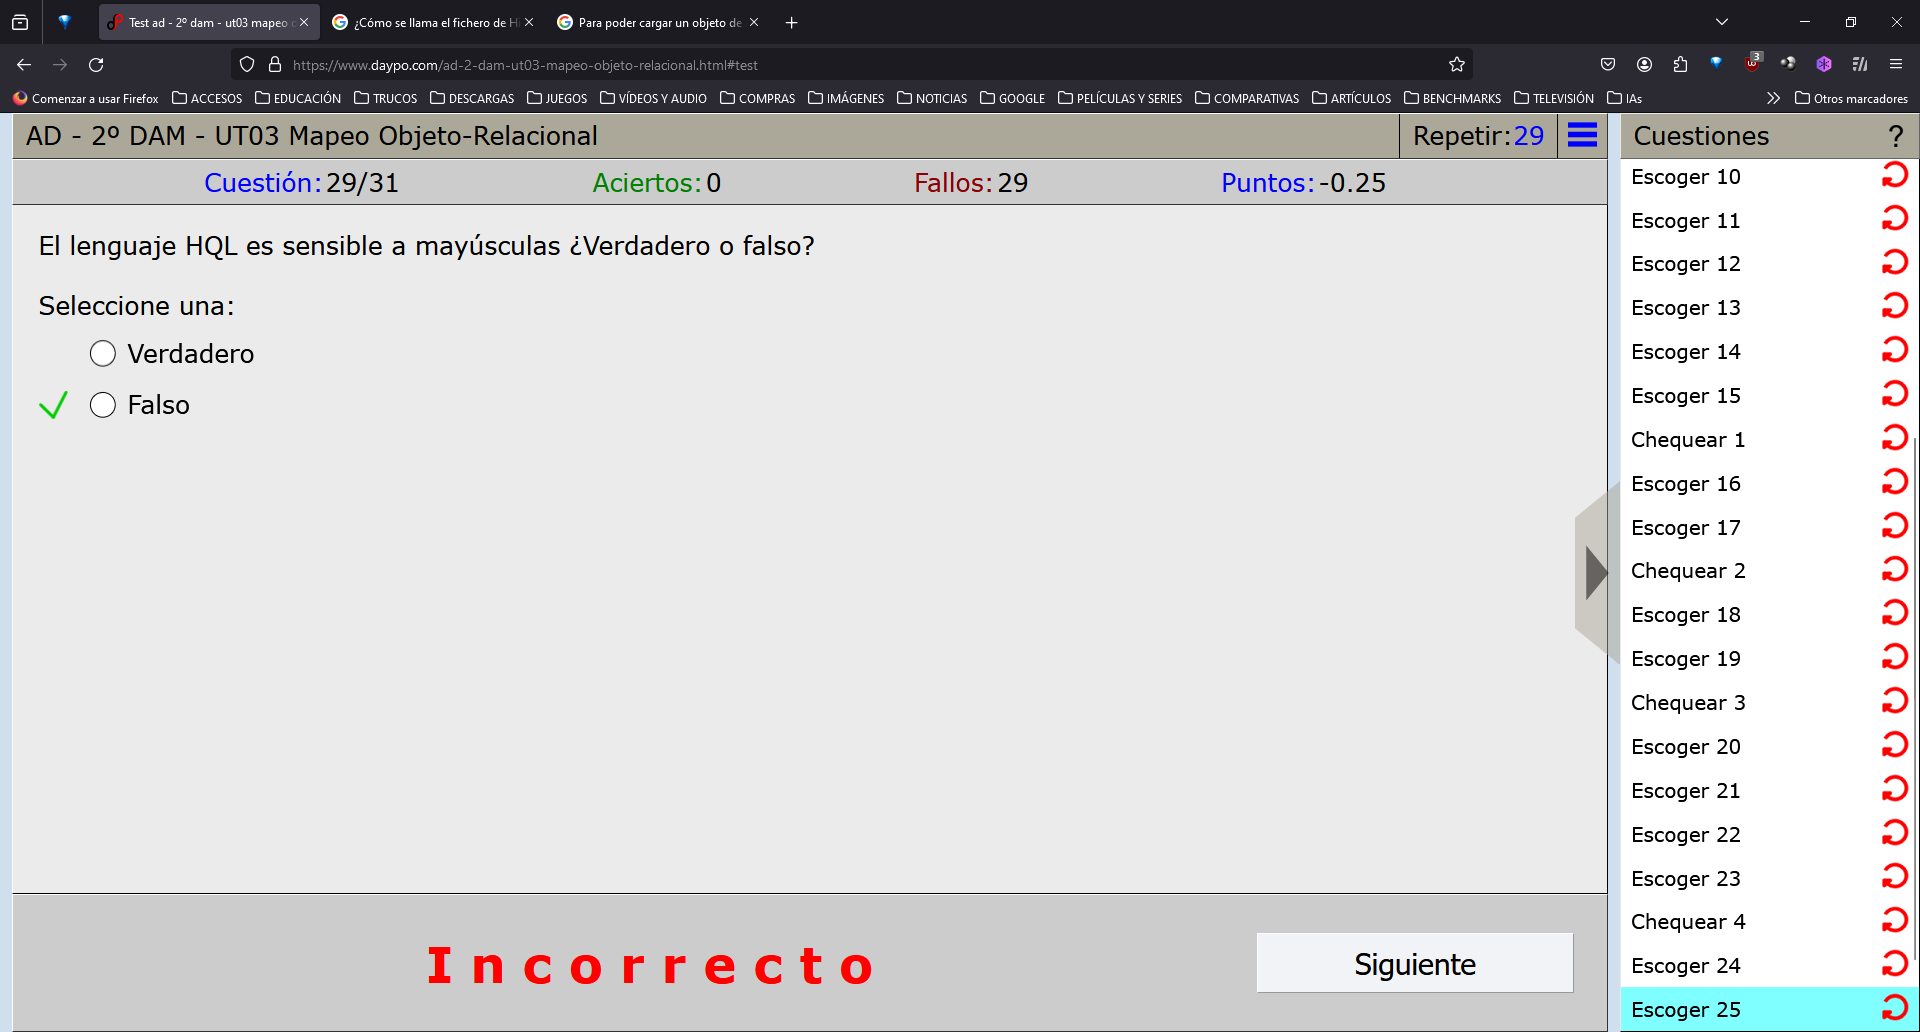 Test ad - 2º dam - ut03 mapeo
¿Cómo se llama el fichero de Hi
Para poder cargar un objeto de
https://www.daypo.com/ad-2-dam-ut03-mapeo-objeto-relacional.html#test
3
Comenzar a usar Firefox
ACCESOS
EDUCACIÓN
TRUCOS
DESCARGAS
JUEGOS
VÍDEOS Y AUDIO
COMPRAS
IMÁGENES
NOTICIAS
GOOGLE
PELÍCULAS Y SERIES
COMPARATIVAS
ARTÍCULOS
BENCHMARKS
TELEVISIÓN
IAs
Otros marcadores
AD - 2º DAM - UT03 Mapeo Objeto-Relacional
Repetir:29
Cuestión:29/31
Aciertos:0
Fallos:29
Puntos:-0.25
El lenguaje HQL es sensible a mayúsculas ¿Verdadero o falso?
Seleccione una:
Verdadero
Falso
Incorrecto
Siguiente
Cuestiones
?
Escoger 10
Escoger 11
Escoger 12
Escoger 13
Escoger 14
Escoger 15
Chequear 1
Escoger 16
Escoger 17
Chequear 2
Escoger 18
Escoger 19
Chequear 3
Escoger 20
Escoger 21
Escoger 22
Escoger 23
Chequear 4
Escoger 24
Escoger 25